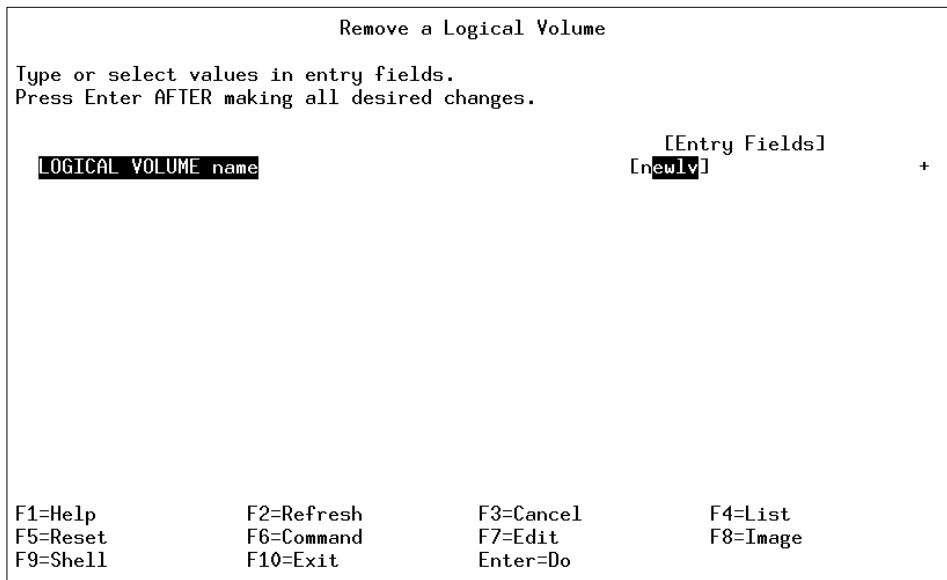 Remove a Logical Volume
Type or select values in entry fields.
Press Enter AFTER making all desired changes.
[Entry Fields]
LOGICAL VOLUME name [newlv] +
F1=Help F2=Refresh F3=Cancel F4=List
F5=Reset F6=Command F7=Edit F8=Image
F9=Shell F10=Exit Enter=Do